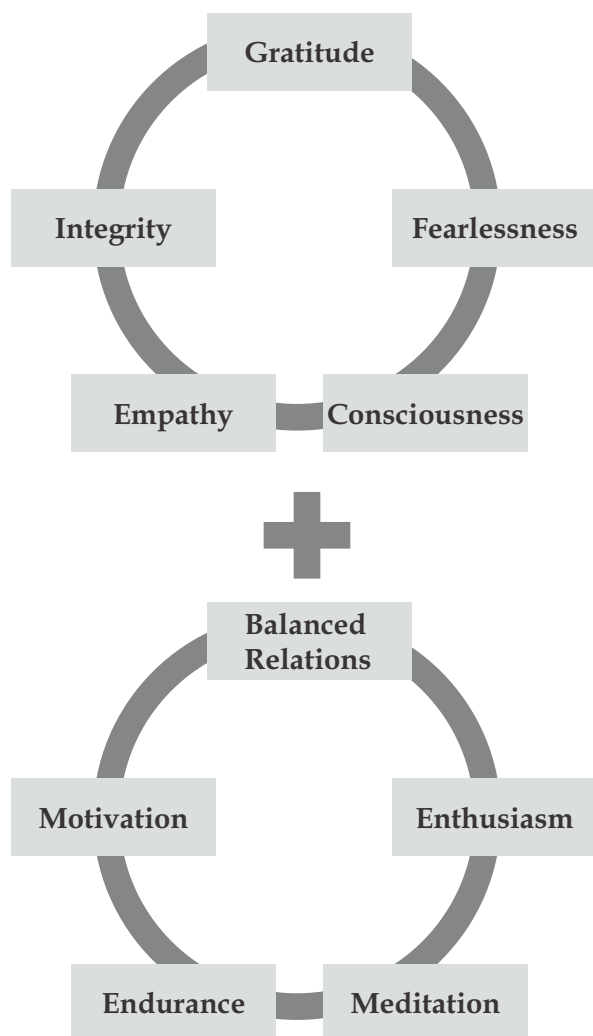 Gratitude
Integrity
Fearlessness
Empathy
Consciousness
Balanced
Relations
Motivation
Enthusiasm
Endurance
Meditation